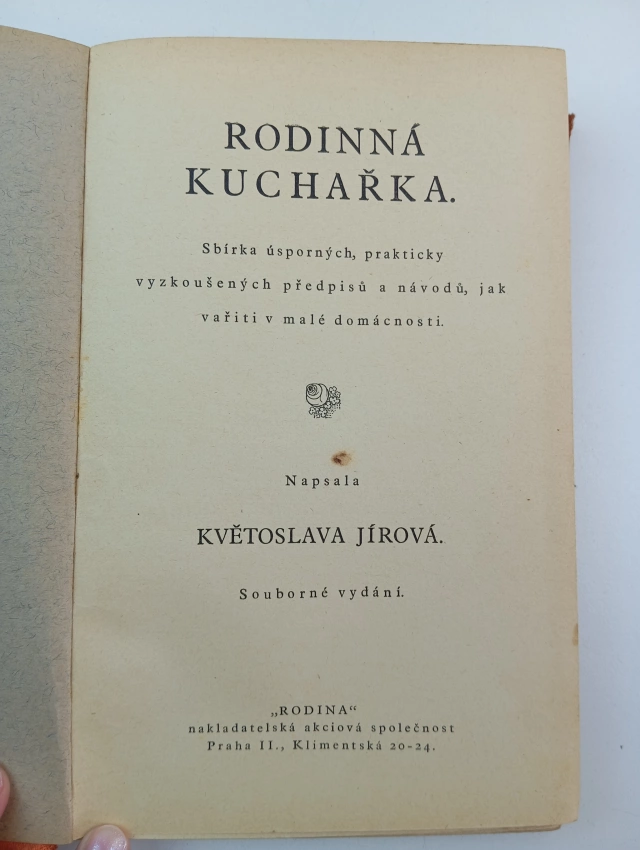 RODINNÁ
KUCHAŘKA.
Sbírka úsporných, prakticky
vyzkoušených předpisů a návodů, jak
vařiti v malé domácnosti.
Napsala
KVĚTOSLAVA JÍROVÁ.
Souborné vydání.
„RODINA“
nakladatelská akciová společnost
Praha II., Klimentská 20-24.